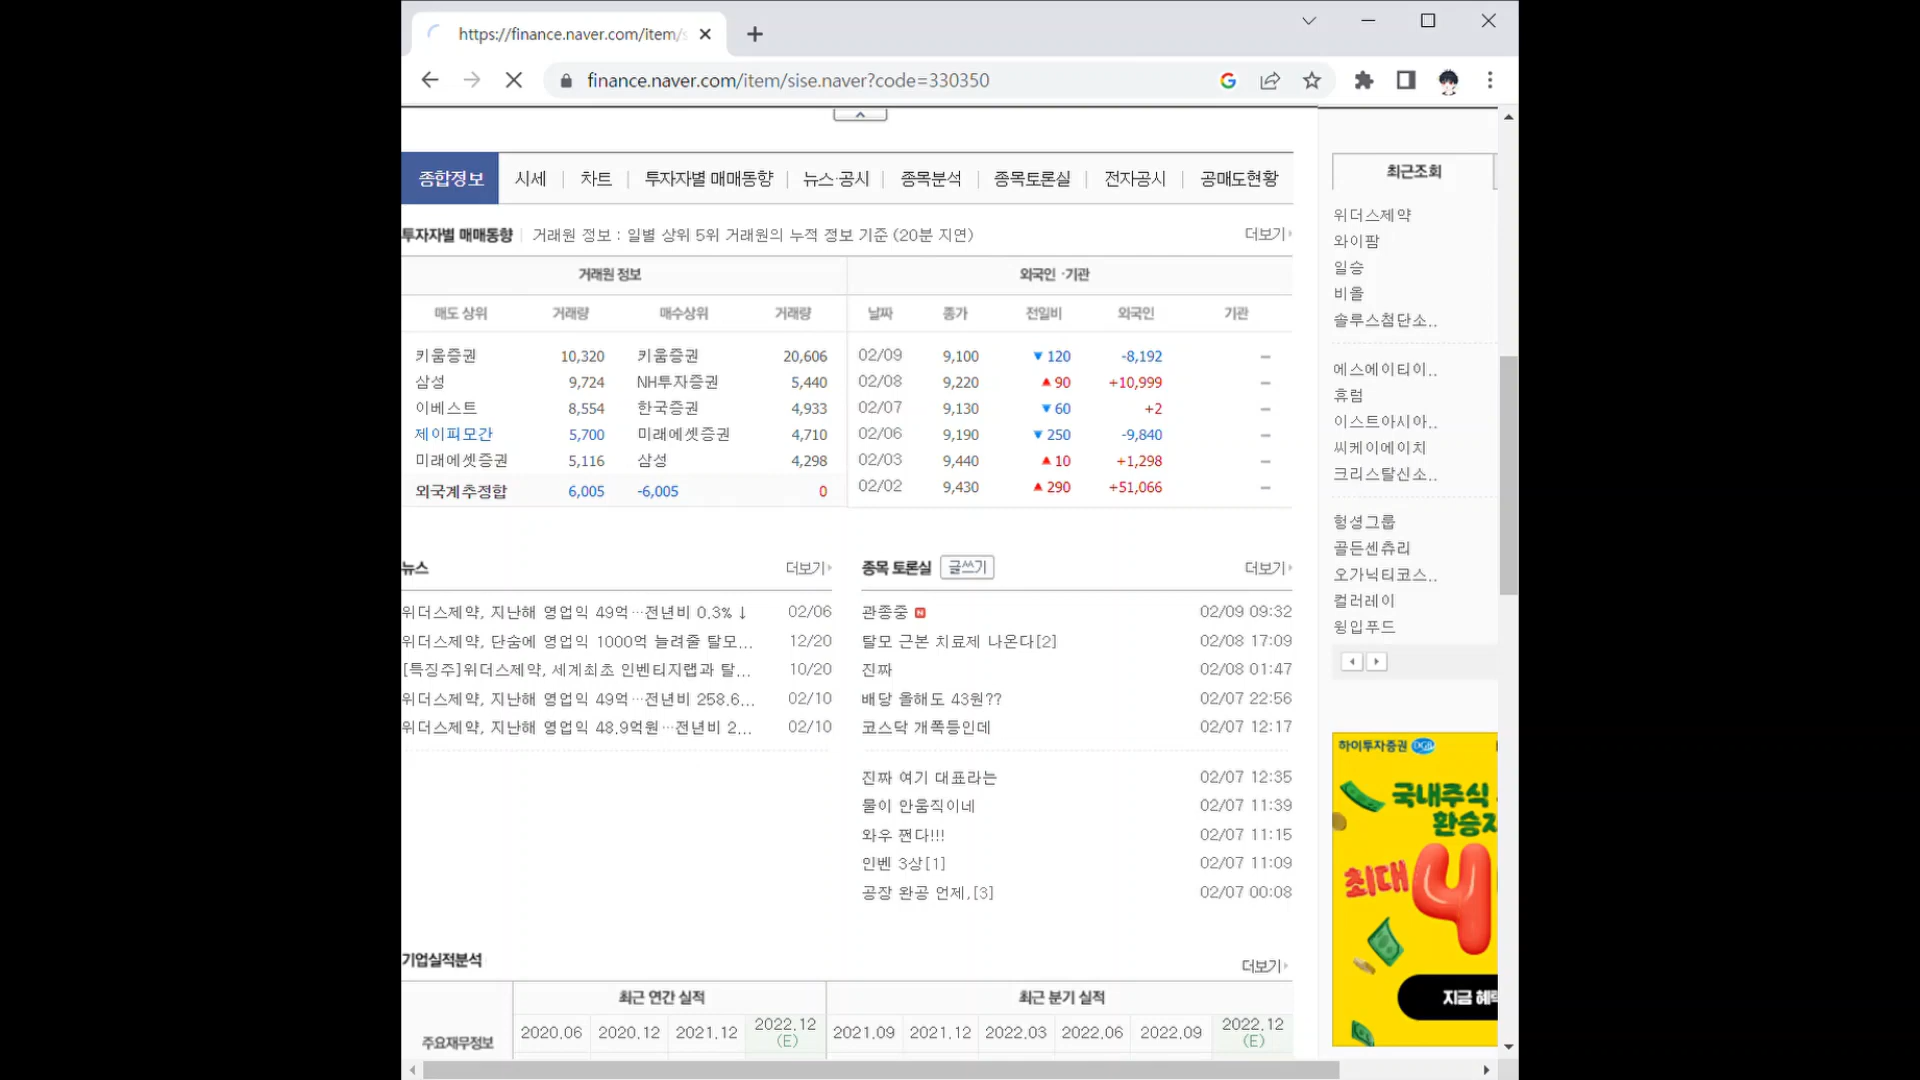 https://finance.naver.com/item/s
finance.naver.com/item/sise.naver?code=330350
종합정보 시세 차트 투자자별 매매동향 뉴스·공시 종목분석 종목토론실 전자공시 공매도현황
투자자별 매매동향 거래원 정보 : 일별 상위 5위 거래원의 누적 정보 기준 (20분 지연) 더보기
거래원 정보 외국인·기관
매도 상위 거래량 매수상위 거래량 날짜 종가 전일비 외국인 기관
키움증권 10,320 키움증권 20,606 02/09 9,100 ▼ 120 -8,192 –
삼성 9,724 NH투자증권 5,440 02/08 9,220 ▲ 90 +10,999 –
이베스트 8,554 한국증권 4,933 02/07 9,130 ▼ 60 +2 –
제이피모간 5,700 미래에셋증권 4,710 02/06 9,190 ▼ 250 -9,840 –
미래에셋증권 5,116 삼성 4,298 02/03 9,440 ▲ 10 +1,298 –
외국계추정합 6,005 -6,005 0 02/02 9,430 ▲ 290 +51,066 –
뉴스 더보기
위더스제약, 지난해 영업익 49억…전년비 0.3%↓ 02/06
위더스제약, 단숨에 영업익 1000억 늘려줄 탈모... 12/20
[특징주]위더스제약, 세계최초 인벤티지랩과 탈... 10/20
위더스제약, 지난해 영업익 49억…전년비 258.6... 02/10
위더스제약, 지난해 영업익 48.9억원…전년비 2... 02/10
종목 토론실 글쓰기 더보기
관종중 N 02/09 09:32
탈모 근본 치료제 나온다[2] 02/08 17:09
진짜 02/08 01:47
배당 올해도 43원?? 02/07 22:56
코스닥 개쪽등인데 02/07 12:17
진짜 여기 대표라는 02/07 12:35
물이 안움직이네 02/07 11:39
와우 쩐다!!! 02/07 11:15
인벤 3상[1] 02/07 11:09
공장 완공 언제,[3] 02/07 00:08
기업실적분석 더보기
주요재무정보 최근 연간 실적 최근 분기 실적
2020.06 2020.12 2021.12 2022.12 (E) 2021.09 2021.12 2022.03 2022.06 2022.09 2022.12 (E)
최근조회
위더스제약
와이팜
일승
비올
솔루스첨단소..
에스에이티이..
휴럼
이스트아시아..
씨케이에이치
크리스탈신소..
헝셩그룹
골든센츄리
오가닉티코스..
컬러레이
윙입푸드
하이투자증권 DGB
국내주식
환승지
최대 4
지금 혜택